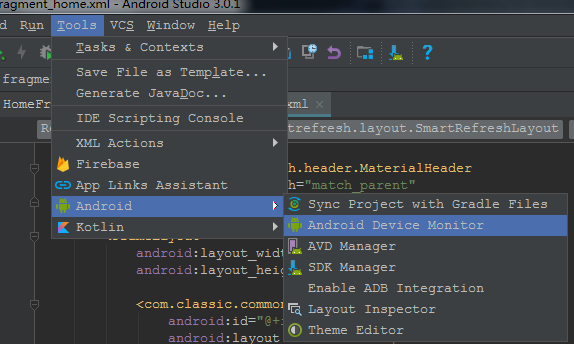 fragment_home.xml - Android Studio 3.0.1
d Run Tools VCS Window Help
Tasks & Contexts
Save File as Template...
Generate JavaDoc...
IDE Scripting Console
XML Actions
Firebase
App Links Assistant
Android
Kotlin
Sync Project with Gradle Files
Android Device Monitor
AVD Manager
SDK Manager
Enable ADB Integration
Layout Inspector
Theme Editor
fragme
HomeFr
xml
Re
trefresh.layout.SmartRefreshLayout
h.header.MaterialHeader
h="match_parent"
android:layout_widt
android:layout_hei
<com.classic.common
android:id="@+
android:layout